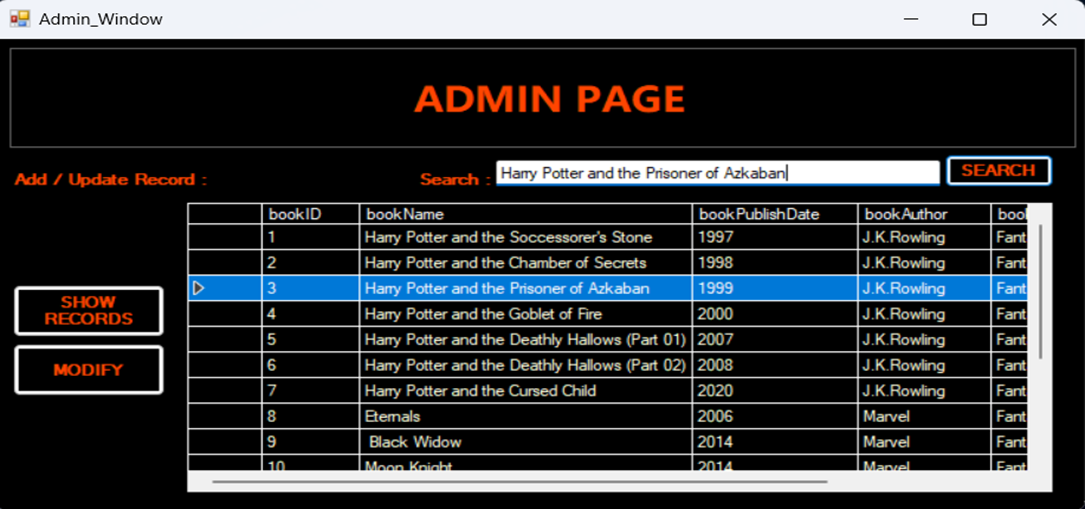 Admin_Window
ADMIN PAGE
Add / Update Record :
Search :
Harry Potter and the Prisoner of Azkaban
SEARCH
bookID bookName bookPublishDate bookAuthor
1 Harry Potter and the Soccessorer's Stone 1997 J.K.Rowling Fant
2 Harry Potter and the Chamber of Secrets 1998 J.K.Rowling Fant
3 Harry Potter and the Prisoner of Azkaban 1999 J.K.Rowling Fant
4 Harry Potter and the Goblet of Fire 2000 J.K.Rowling Fant
5 Harry Potter and the Deathly Hallows (Part 01) 2007 J.K.Rowling Fant
6 Harry Potter and the Deathly Hallows (Part 02) 2008 J.K.Rowling Fant
7 Harry Potter and the Cursed Child 2020 J.K.Rowling Fant
8 Eternals 2006 Marvel Fant
9 Black Widow 2014 Marvel Fant
10 Moon Knight 2014 Marvel Fant
SHOW
RECORDS
MODIFY